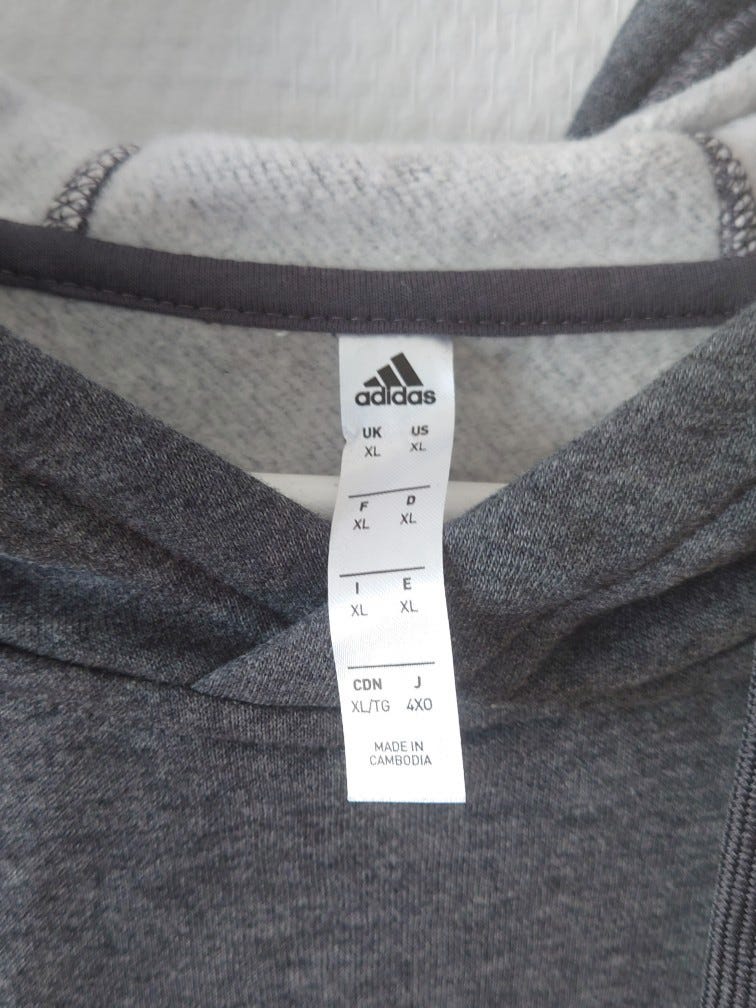 adidas
UK US
XL XL
F D
XL XL
I E
XL XL
CDN J
XL/TG 4XO
MADE IN
CAMBODIA